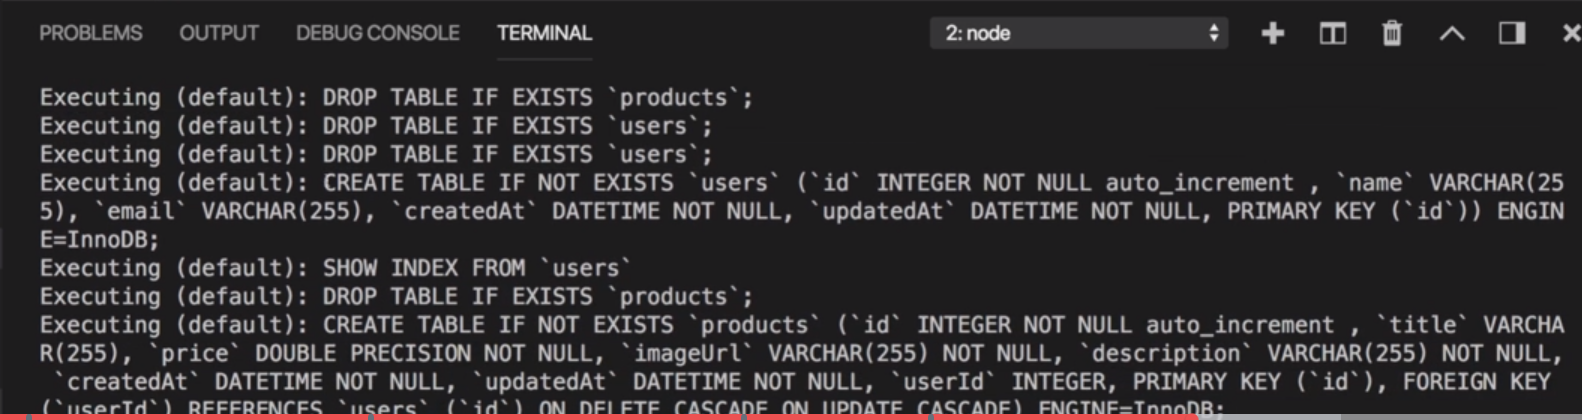 PROBLEMS OUTPUT DEBUG CONSOLE TERMINAL 2: node
Executing (default): DROP TABLE IF EXISTS `products`;
Executing (default): DROP TABLE IF EXISTS `users`;
Executing (default): DROP TABLE IF EXISTS `users`;
Executing (default): CREATE TABLE IF NOT EXISTS `users` (`id` INTEGER NOT NULL auto_increment , `name` VARCHAR(25
5), `email` VARCHAR(255), `createdAt` DATETIME NOT NULL, `updatedAt` DATETIME NOT NULL, PRIMARY KEY (`id`)) ENGIN
E=InnoDB;
Executing (default): SHOW INDEX FROM `users`
Executing (default): DROP TABLE IF EXISTS `products`;
Executing (default): CREATE TABLE IF NOT EXISTS `products` (`id` INTEGER NOT NULL auto_increment , `title` VARCHA
R(255), `price` DOUBLE PRECISION NOT NULL, `imageUrl` VARCHAR(255) NOT NULL, `description` VARCHAR(255) NOT NULL,
`createdAt` DATETIME NOT NULL, `updatedAt` DATETIME NOT NULL, `userId` INTEGER, PRIMARY KEY (`id`), FOREIGN KEY
(`userId`) REFERENCES `users` (`id`) ON DELETE CASCADE ON UPDATE CASCADE) ENGINE=InnoDB;